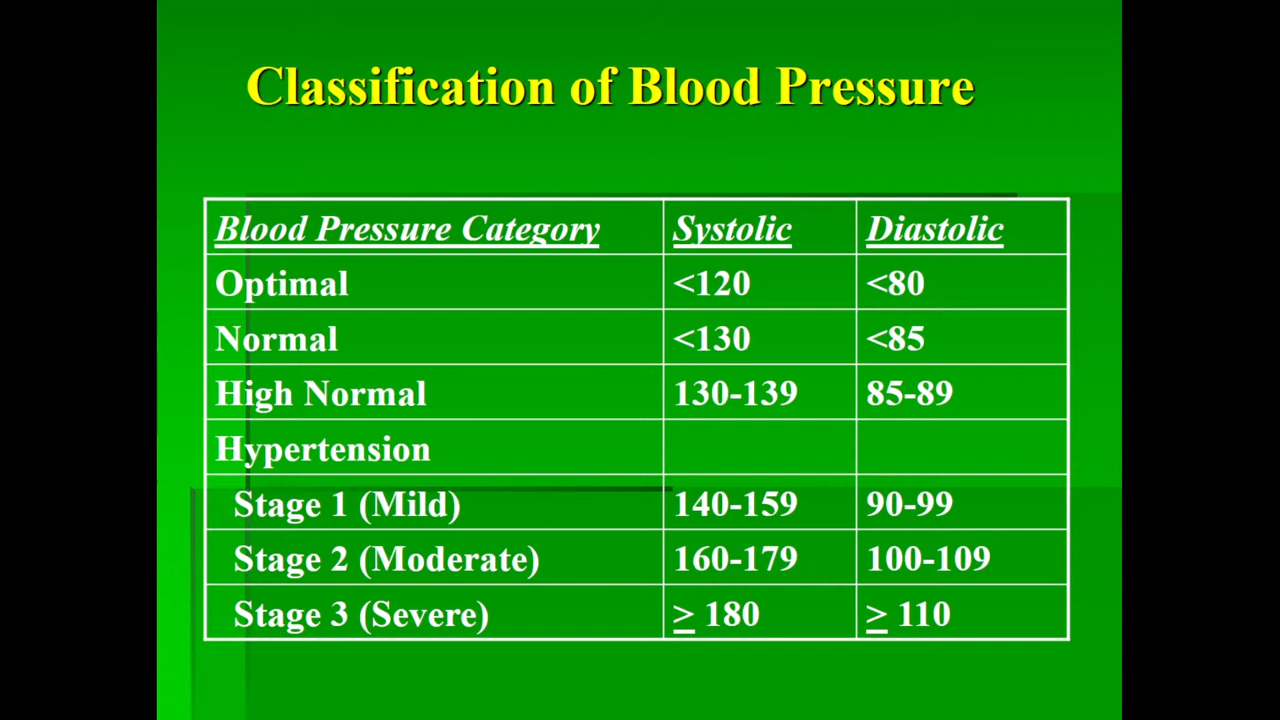 Classification of Blood Pressure
Blood Pressure Category Systolic Diastolic
Optimal <120 <80
Normal <130 <85
High Normal 130-139 85-89
Hypertension
Stage 1 (Mild) 140-159 90-99
Stage 2 (Moderate) 160-179 100-109
Stage 3 (Severe) > 180 > 110